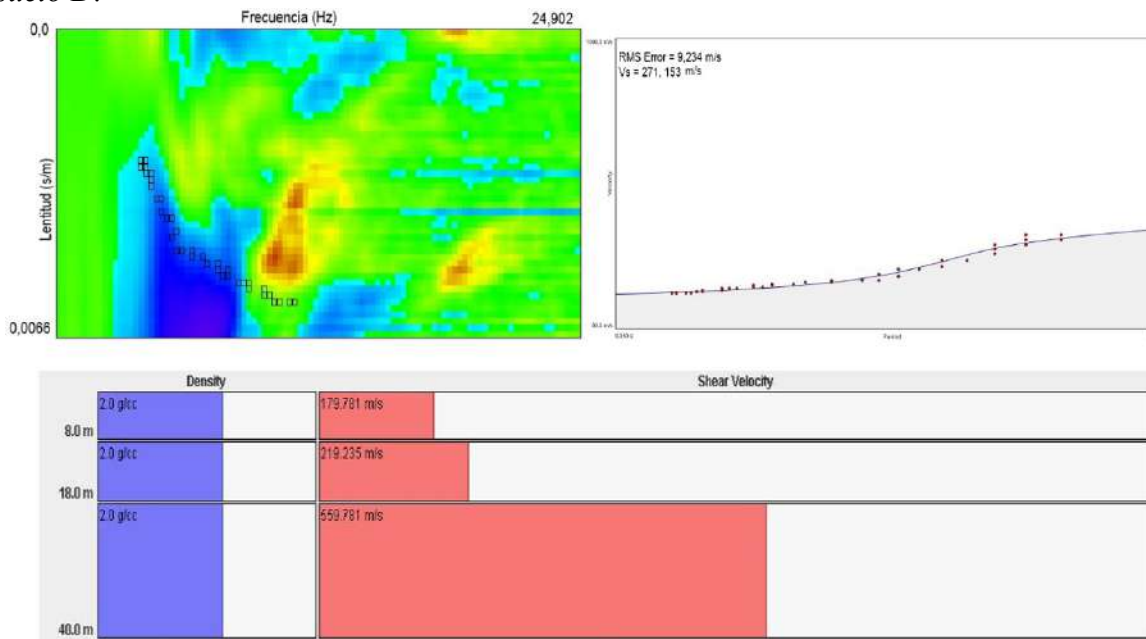 Frecuencia (Hz)
24,902
0,0
Lentitud (s/m)
0,0066
RMS Error = 9,234 m/s
Vs = 271, 153 m/s
Velocity
Period
Density
Shear Velocity
2.0 g/cc
179.781 m/s
8.0 m
2.0 g/cc
219.235 m/s
18.0 m
2.0 g/cc
559.781 m/s
40.0 m